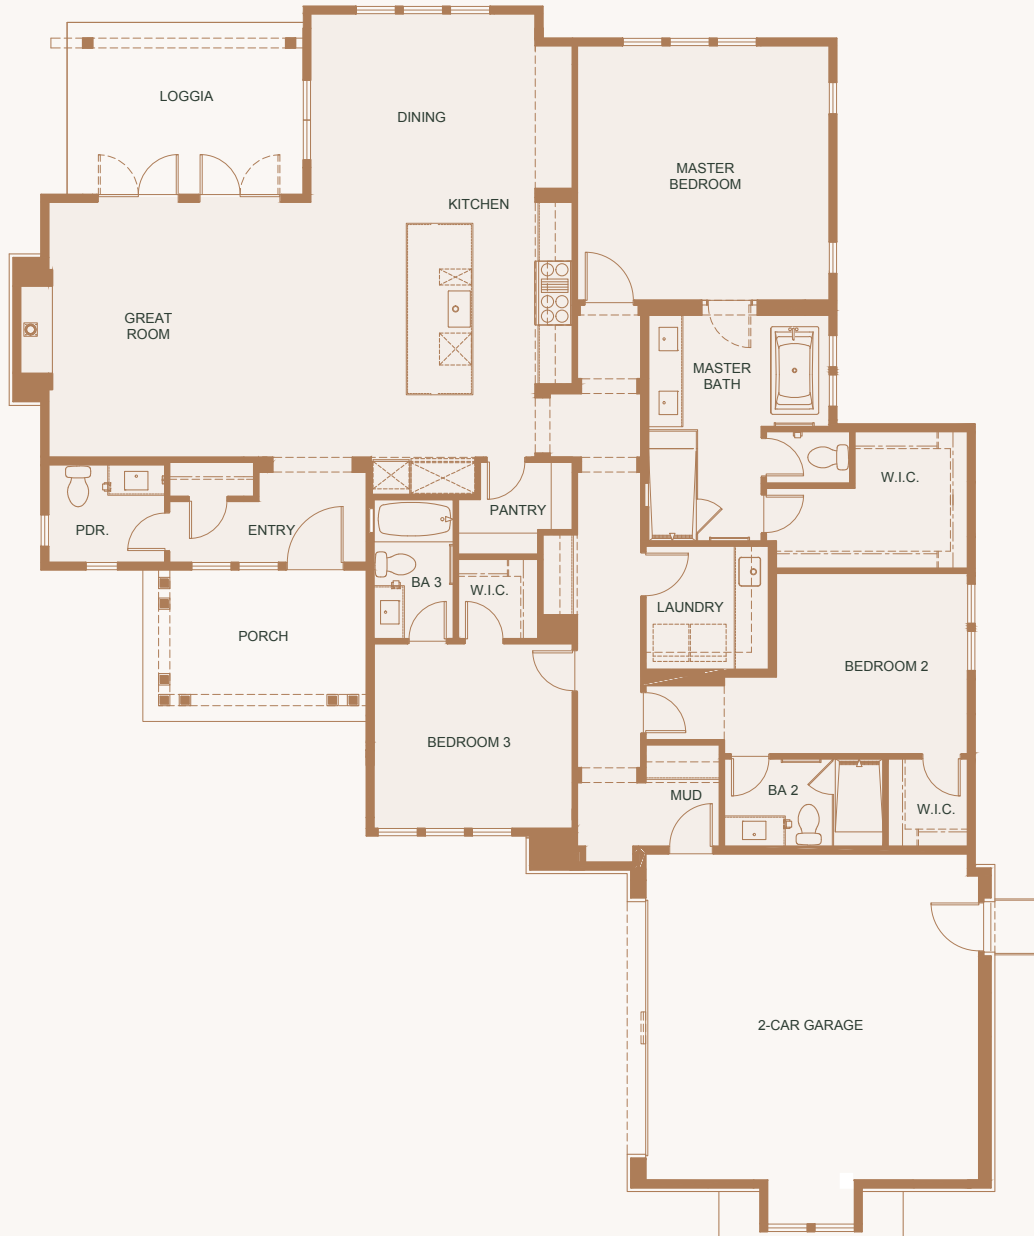 LOGGIA
DINING
MASTER
BEDROOM
KITCHEN
GREAT
ROOM
MASTER
BATH
W.I.C.
PDR.
ENTRY
PANTRY
BA 3
W.I.C.
LAUNDRY
PORCH
BEDROOM 2
BEDROOM 3
MUD
BA 2
W.I.C.
2-CAR GARAGE